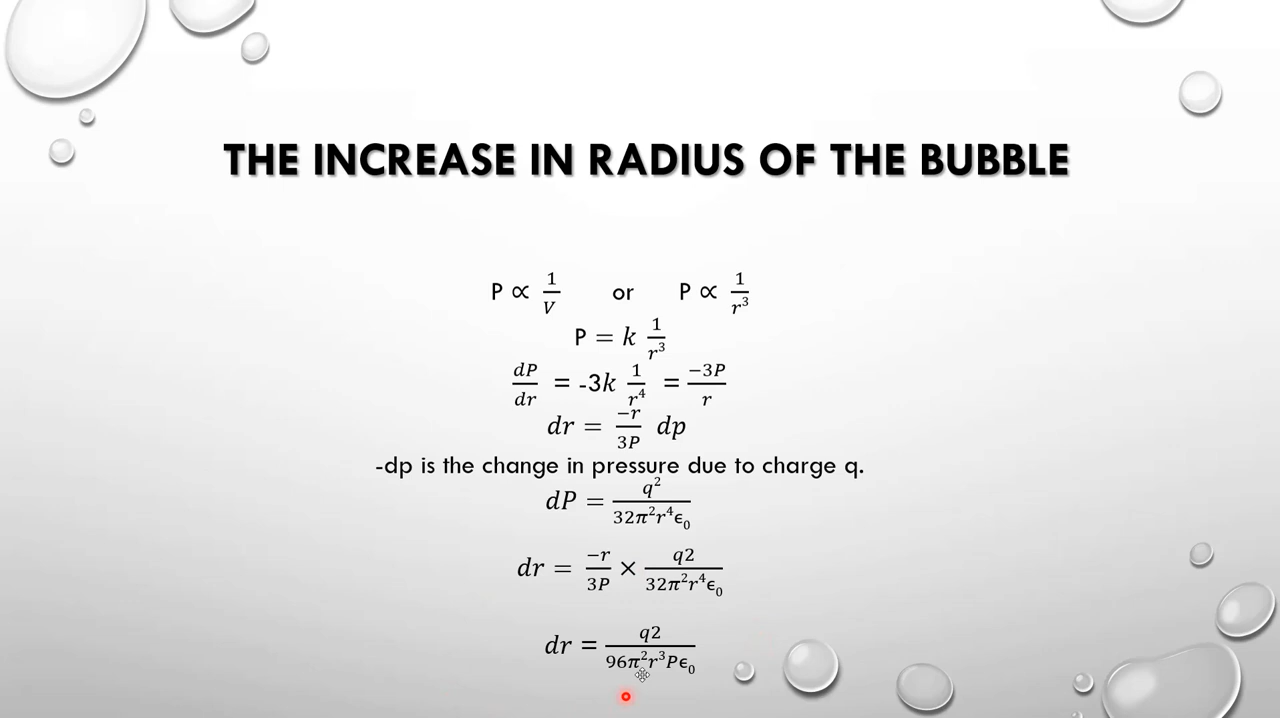 THE INCREASE IN RADIUS OF THE BUBBLE
P ∝ 1/V or P ∝ 1/r³
P = k 1/r³
dP/dr = -3k 1/r⁴ = −3P/r
dr = −r/3P dp
-dp is the change in pressure due to charge q.
dP = q²/32π²r⁴ϵ₀
dr = −r/3P × q2/32π²r⁴ϵ₀
dr = q2/96π²r³Pϵ₀